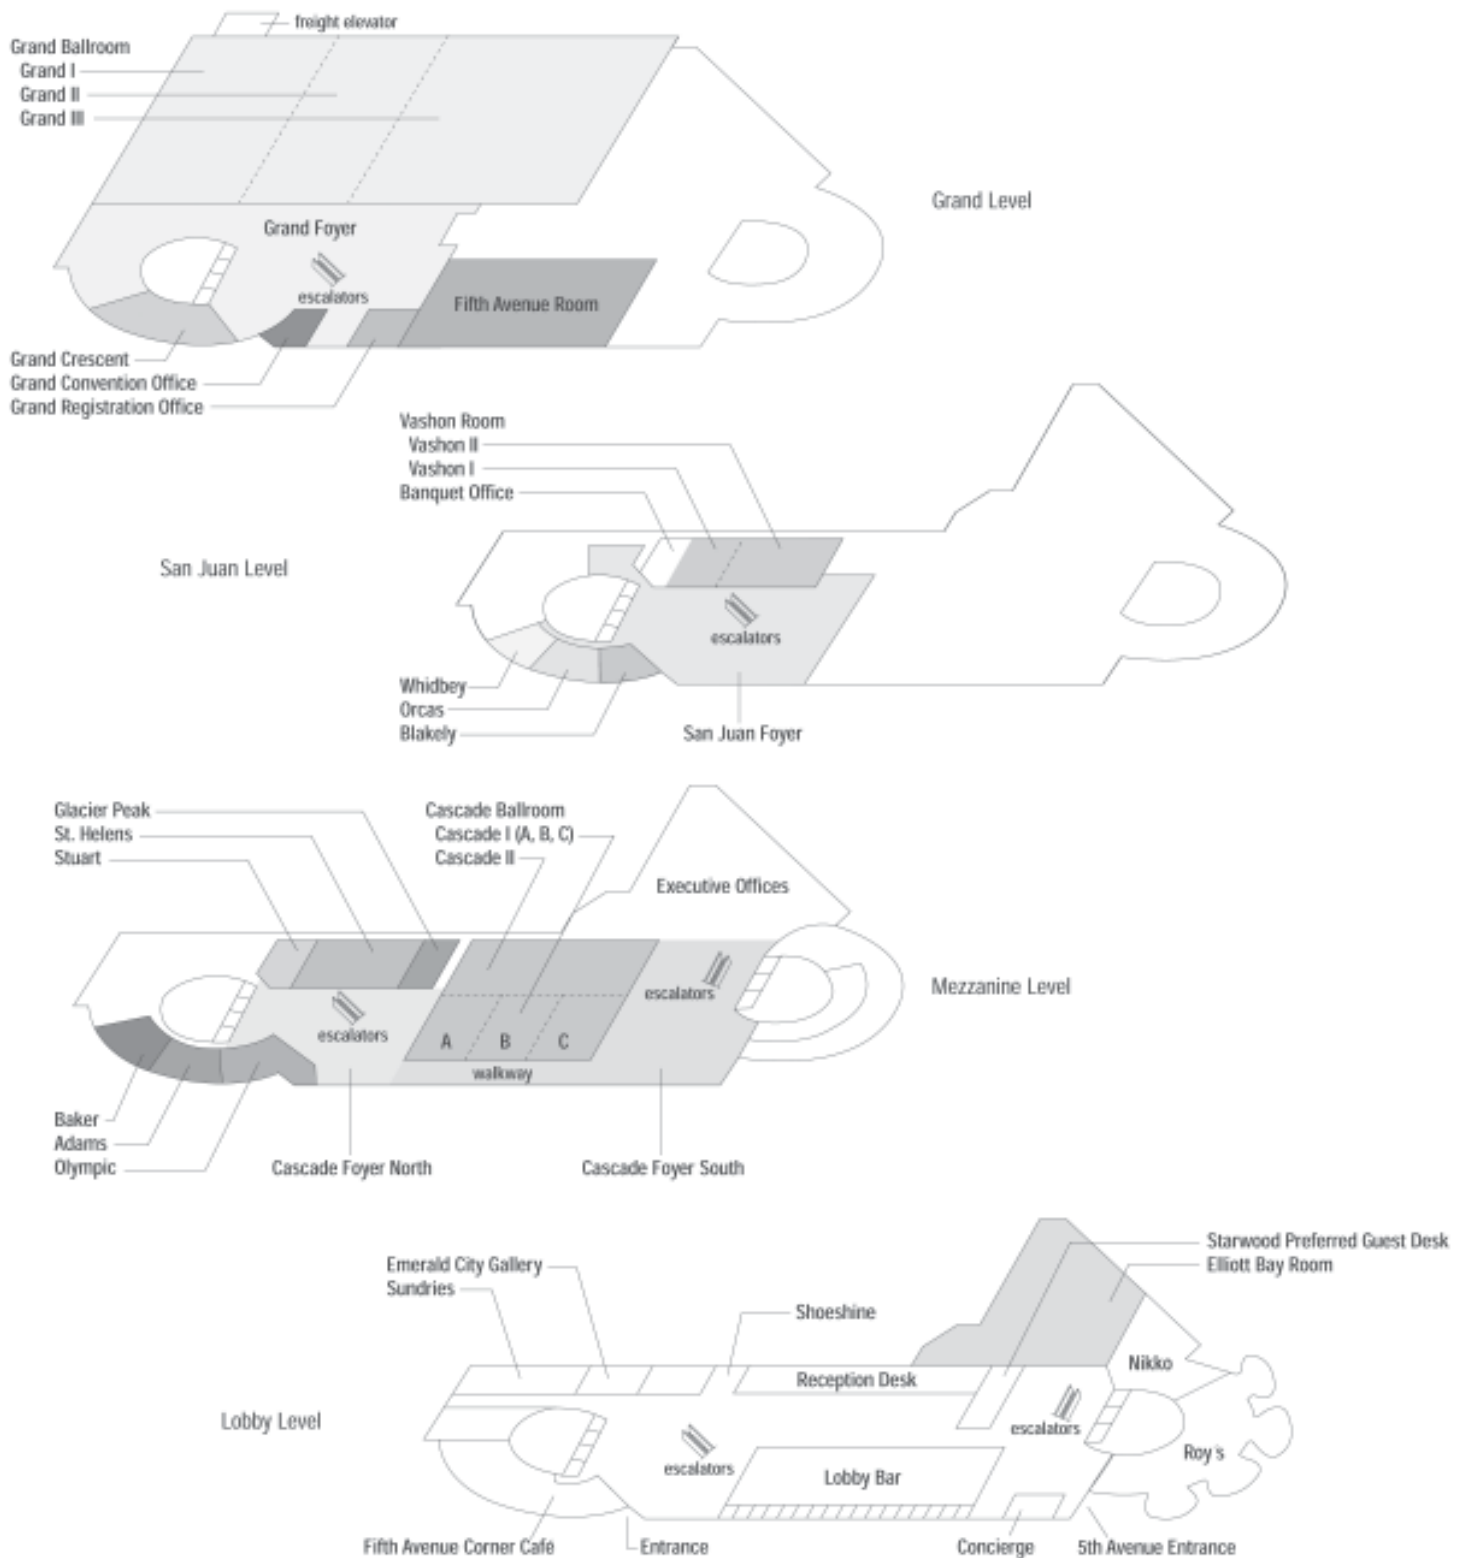 freight elevator
Grand Ballroom
Grand I
Grand II
Grand III
Grand Level
Grand Foyer
escalators
Fifth Avenue Room
Grand Crescent
Grand Convention Office
Grand Registration Office
Vashon Room
Vashon II
Vashon I
Banquet Office
San Juan Level
escalators
Whidbey
Orcas
Blakely
San Juan Foyer
Glacier Peak
St. Helens
Stuart
Cascade Ballroom
Cascade I (A, B, C)
Cascade II
Executive Offices
escalators
Mezzanine Level
escalators
A B C
walkway
Baker
Adams
Olympic
Cascade Foyer North
Cascade Foyer South
Starwood Preferred Guest Desk
Elliott Bay Room
Emerald City Gallery
Sundries
Shoeshine
Nikko
Reception Desk
Lobby Level
escalators
Roy's
escalators
Lobby Bar
Fifth Avenue Corner Café
Entrance
Concierge
5th Avenue Entrance